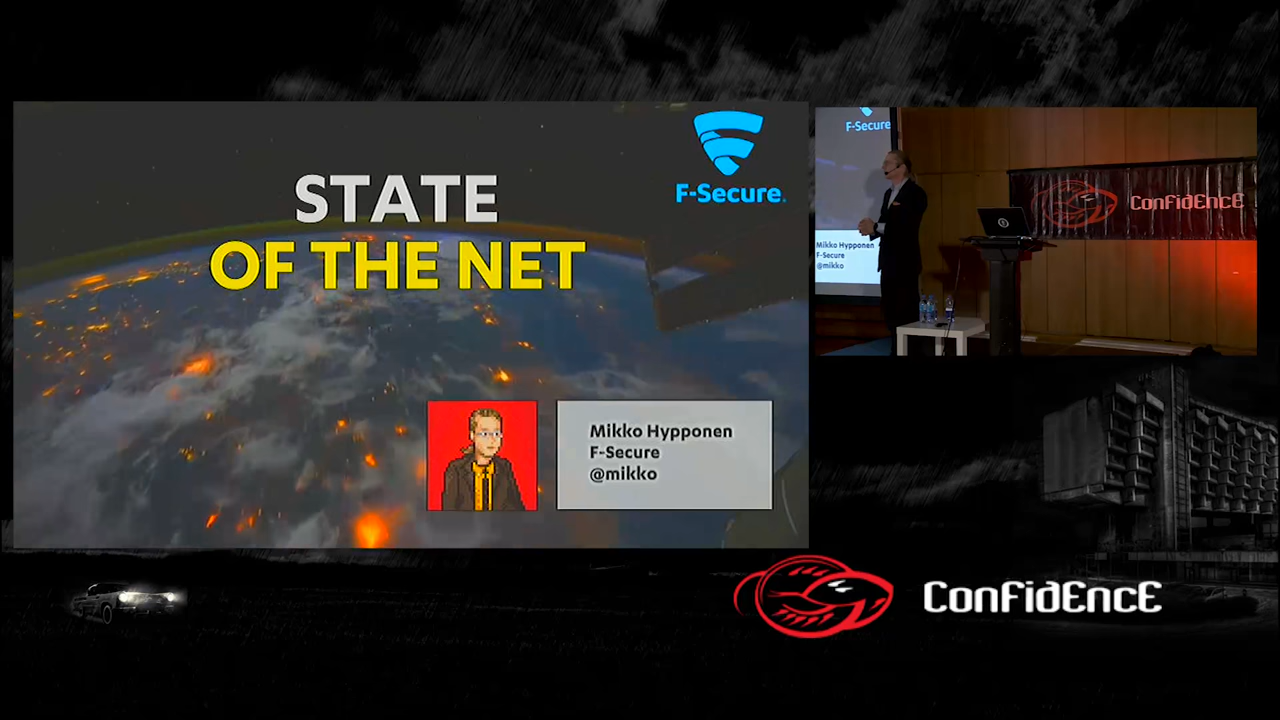 STATE
OF THE NET
F-Secure.
Mikko Hypponen
F-Secure
@mikko
F-Secure
Mikko Hypponen
F-Secure
@mikko
ConFidEncE
ConFidEncE